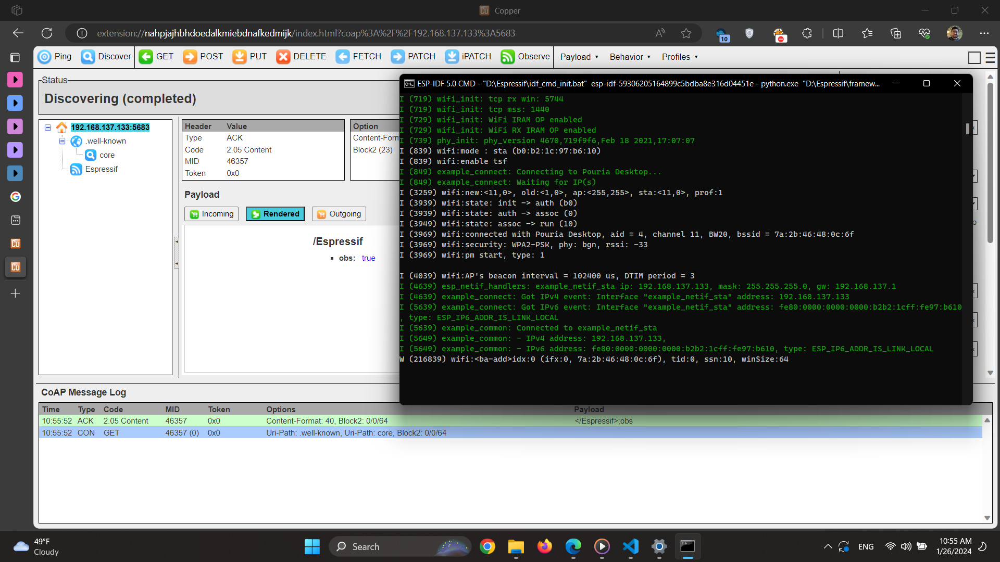 Copper
extension://nahpjajhbhdoedalkmiebdnafkedmijk/index.html?coap%3A%2F%2F192.168.137.133%3A5683
10
Ping Discover GET POST PUT DELETE FETCH PATCH iPATCH Observe Payload Behavior Profiles
Status
Discovering (completed)
192.168.137.133:5683
.well-known
core
Espressif
Header Value
Type ACK
Code 2.05 Content
MID 46357
Token 0x0
Option
Content-Form
Block2 (23)
Payload
Incoming Rendered Outgoing
/Espressif
obs: true
ESP-IDF 5.0 CMD - "D:\Espressif\idf_cmd_init.bat" esp-idf-59306205164899c5bdba8e316d04451e - python.exe "D:\Espressif\framew...
I (719) wifi_init: tcp rx win: 5744
I (719) wifi_init: tcp mss: 1440
I (729) wifi_init: WiFi IRAM OP enabled
I (729) wifi_init: WiFi RX IRAM OP enabled
I (739) phy_init: phy_version 4670,719f9f6,Feb 18 2021,17:07:07
I (839) wifi:mode : sta (b0:b2:1c:97:b6:10)
I (839) wifi:enable tsf
I (849) example_connect: Connecting to Pouria Desktop...
I (849) example_connect: Waiting for IP(s)
I (3259) wifi:new:<11,0>, old:<1,0>, ap:<255,255>, sta:<11,0>, prof:1
I (3939) wifi:state: init -> auth (b0)
I (3939) wifi:state: auth -> assoc (0)
I (3949) wifi:state: assoc -> run (10)
I (3969) wifi:connected with Pouria Desktop, aid = 4, channel 11, BW20, bssid = 7a:2b:46:48:0c:6f
I (3969) wifi:security: WPA2-PSK, phy: bgn, rssi: -33
I (3969) wifi:pm start, type: 1
I (4039) wifi:AP's beacon interval = 102400 us, DTIM period = 3
I (4639) esp_netif_handlers: example_netif_sta ip: 192.168.137.133, mask: 255.255.255.0, gw: 192.168.137.1
I (4639) example_connect: Got IPv4 event: Interface "example_netif_sta" address: 192.168.137.133
I (5639) example_connect: Got IPv6 event: Interface "example_netif_sta" address: fe80:0000:0000:0000:b2b2:1cff:fe97:b610
, type: ESP_IP6_ADDR_IS_LINK_LOCAL
I (5639) example_common: Connected to example_netif_sta
I (5649) example_common: - IPv4 address: 192.168.137.133,
I (5649) example_common: - IPv6 address: fe80:0000:0000:0000:b2b2:1cff:fe97:b610, type: ESP_IP6_ADDR_IS_LINK_LOCAL
W (216839) wifi:<ba-add>idx:0 (ifx:0, 7a:2b:46:48:0c:6f), tid:0, ssn:10, winSize:64
CoAP Message Log
Time Type Code MID Token Options Payload
10:55:52 ACK 2.05 Content 46357 0x0 Content-Format: 40, Block2: 0/0/64 </Espressif>;obs
10:55:52 CON GET 46357 (0) 0x0 Uri-Path: .well-known, Uri-Path: core, Block2: 0/0/64
49°F
Cloudy
Search
ENG
10:55 AM
1/26/2024